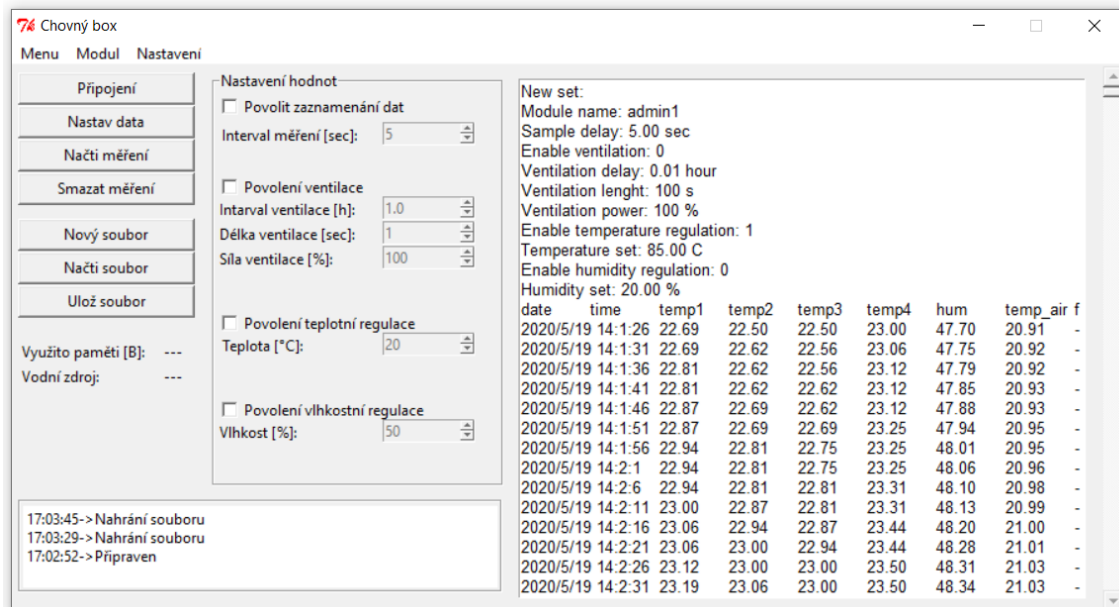 Chovný box
Menu Modul Nastavení
Připojení
Nastav data
Načti měření
Smazat měření
Nový soubor
Načti soubor
Ulož soubor
Využito paměti [B]: ---
Vodní zdroj: ---
Nastavení hodnot
Povolit zaznamenání dat
Interval měření [sec]: 5
Povolení ventilace
Intarval ventilace [h]: 1.0
Délka ventilace [sec]: 1
Síla ventilace [%]: 100
Povolení teplotní regulace
Teplota [°C]: 20
Povolení vlhkostní regulace
Vlhkost [%]: 50
17:03:45->Nahrání souboru
17:03:29->Nahrání souboru
17:02:52->Připraven
New set:
Module name: admin1
Sample delay: 5.00 sec
Enable ventilation: 0
Ventilation delay: 0.01 hour
Ventilation lenght: 100 s
Ventilation power: 100 %
Enable temperature regulation: 1
Temperature set: 85.00 C
Enable humidity regulation: 0
Humidity set: 20.00 %
date time temp1 temp2 temp3 temp4 hum temp_air f
2020/5/19 14:1:26 22.69 22.50 22.50 23.00 47.70 20.91 -
2020/5/19 14:1:31 22.69 22.62 22.56 23.06 47.75 20.92 -
2020/5/19 14:1:36 22.81 22.62 22.56 23.12 47.79 20.92 -
2020/5/19 14:1:41 22.81 22.62 22.62 23.12 47.85 20.93 -
2020/5/19 14:1:46 22.87 22.69 22.62 23.12 47.88 20.93 -
2020/5/19 14:1:51 22.87 22.69 22.69 23.25 47.94 20.95 -
2020/5/19 14:1:56 22.94 22.81 22.75 23.25 48.01 20.95 -
2020/5/19 14:2:1 22.94 22.81 22.75 23.25 48.06 20.96 -
2020/5/19 14:2:6 22.94 22.81 22.81 23.31 48.10 20.98 -
2020/5/19 14:2:11 23.00 22.87 22.81 23.31 48.13 20.99 -
2020/5/19 14:2:16 23.06 22.94 22.87 23.44 48.20 21.00 -
2020/5/19 14:2:21 23.06 23.00 22.94 23.44 48.28 21.01 -
2020/5/19 14:2:26 23.12 23.00 23.00 23.50 48.31 21.03 -
2020/5/19 14:2:31 23.19 23.06 23.00 23.50 48.34 21.03 -